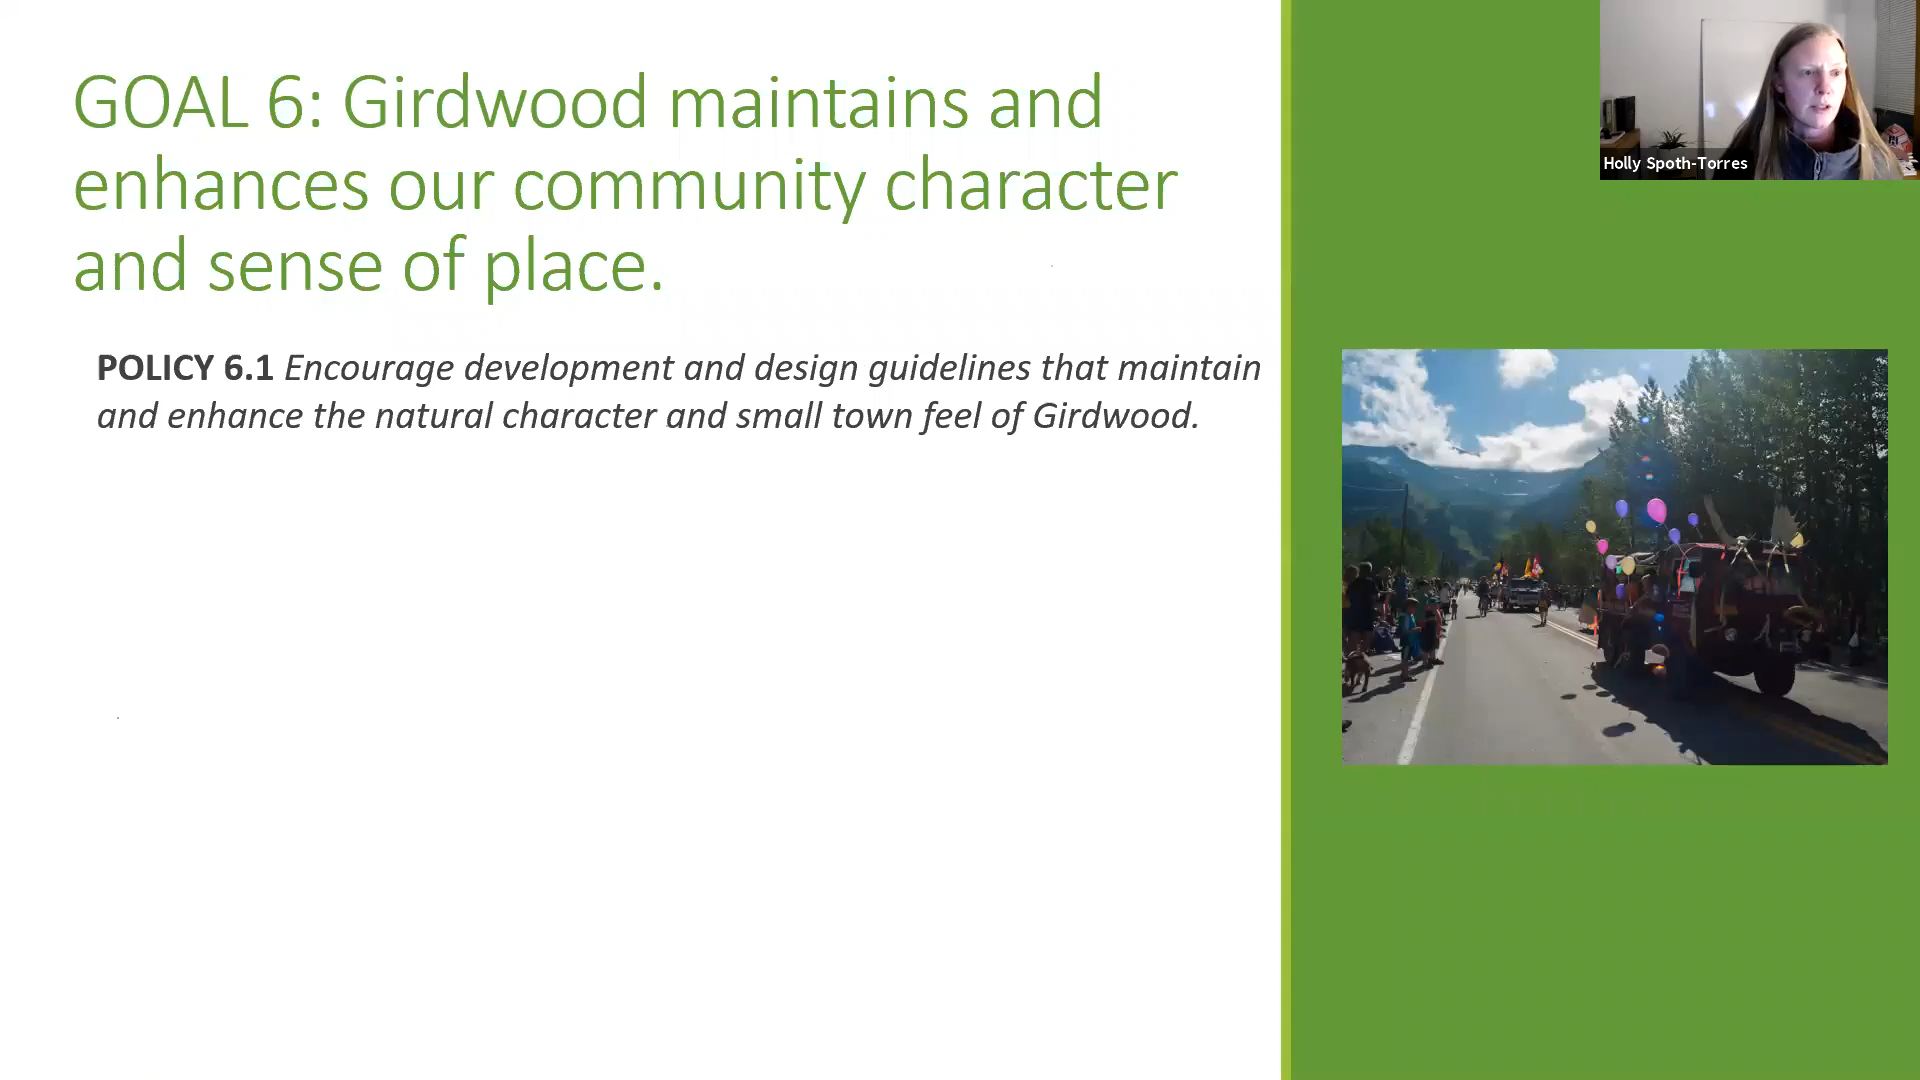 GOAL 6: Girdwood maintains and
enhances our community character
and sense of place.
POLICY 6.1 Encourage development and design guidelines that maintain
and enhance the natural character and small town feel of Girdwood.
Holly Spoth-Torres